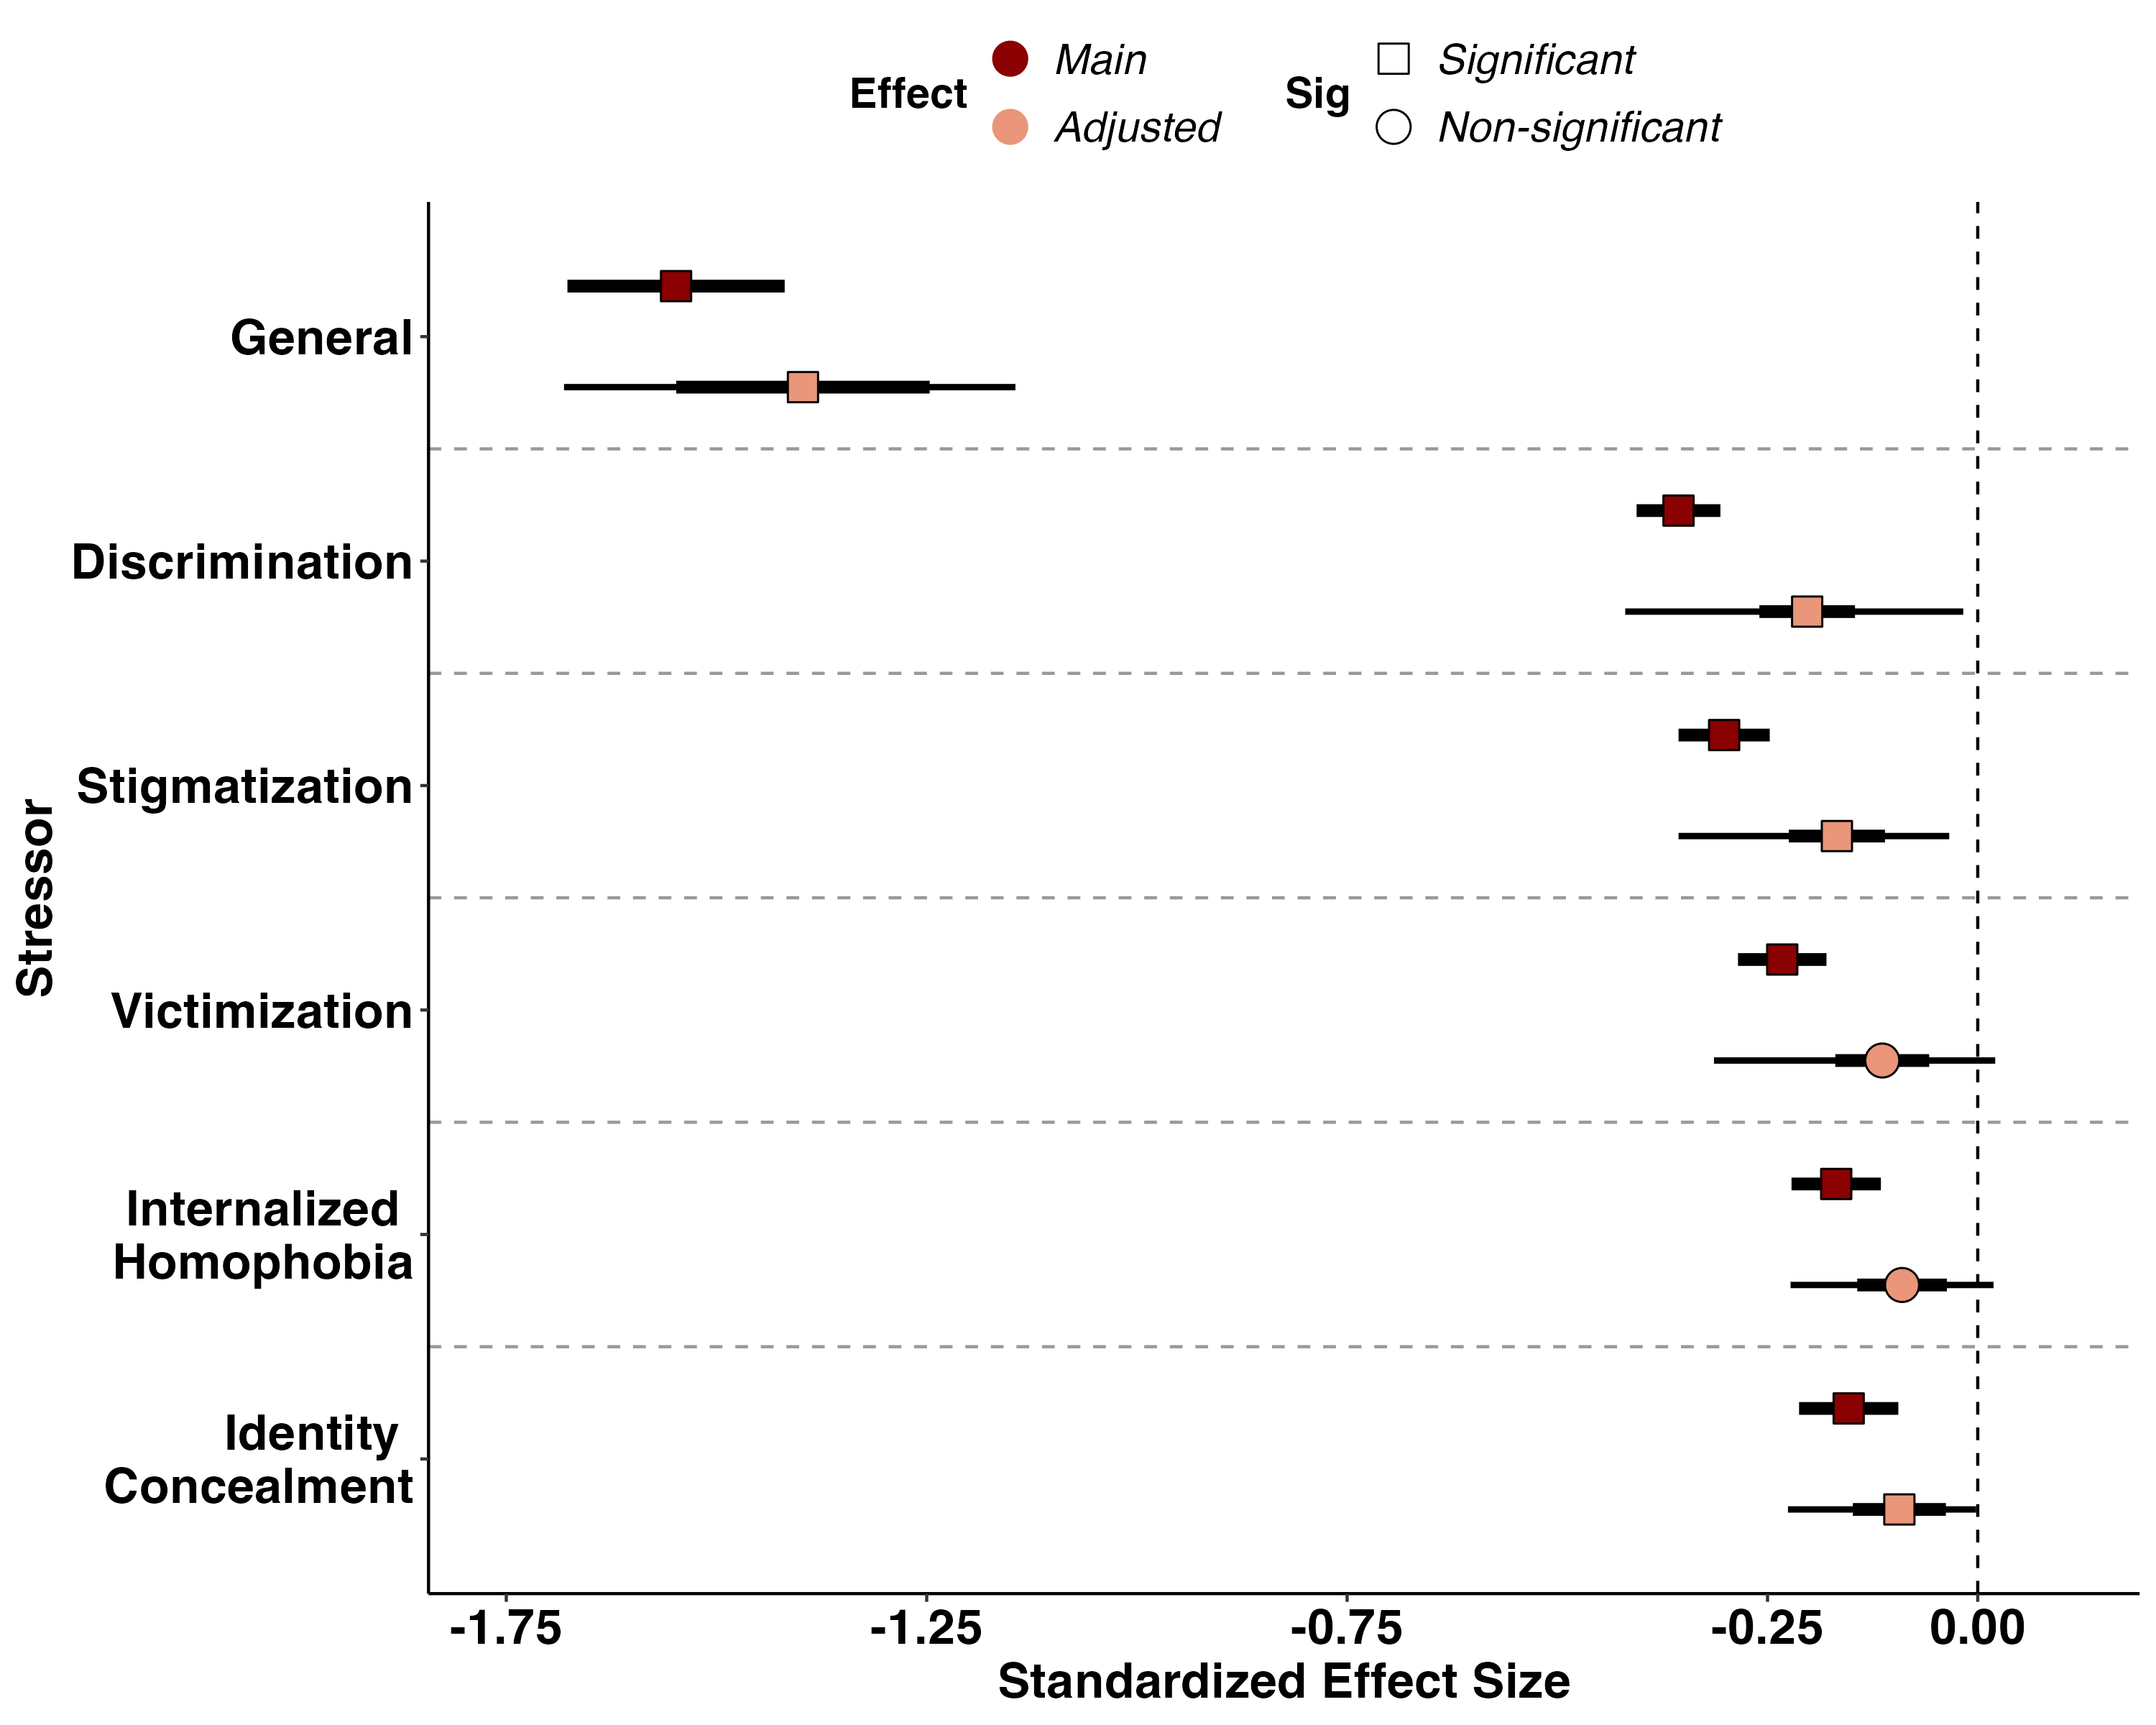 Effect
Main
Adjusted
Sig
Significant
Non-significant
General
Discrimination
Stigmatization
Victimization
Internalized
Homophobia
Identity
Concealment
Stressor
-1.75 -1.25 -0.75 -0.25 0.00
Standardized Effect Size